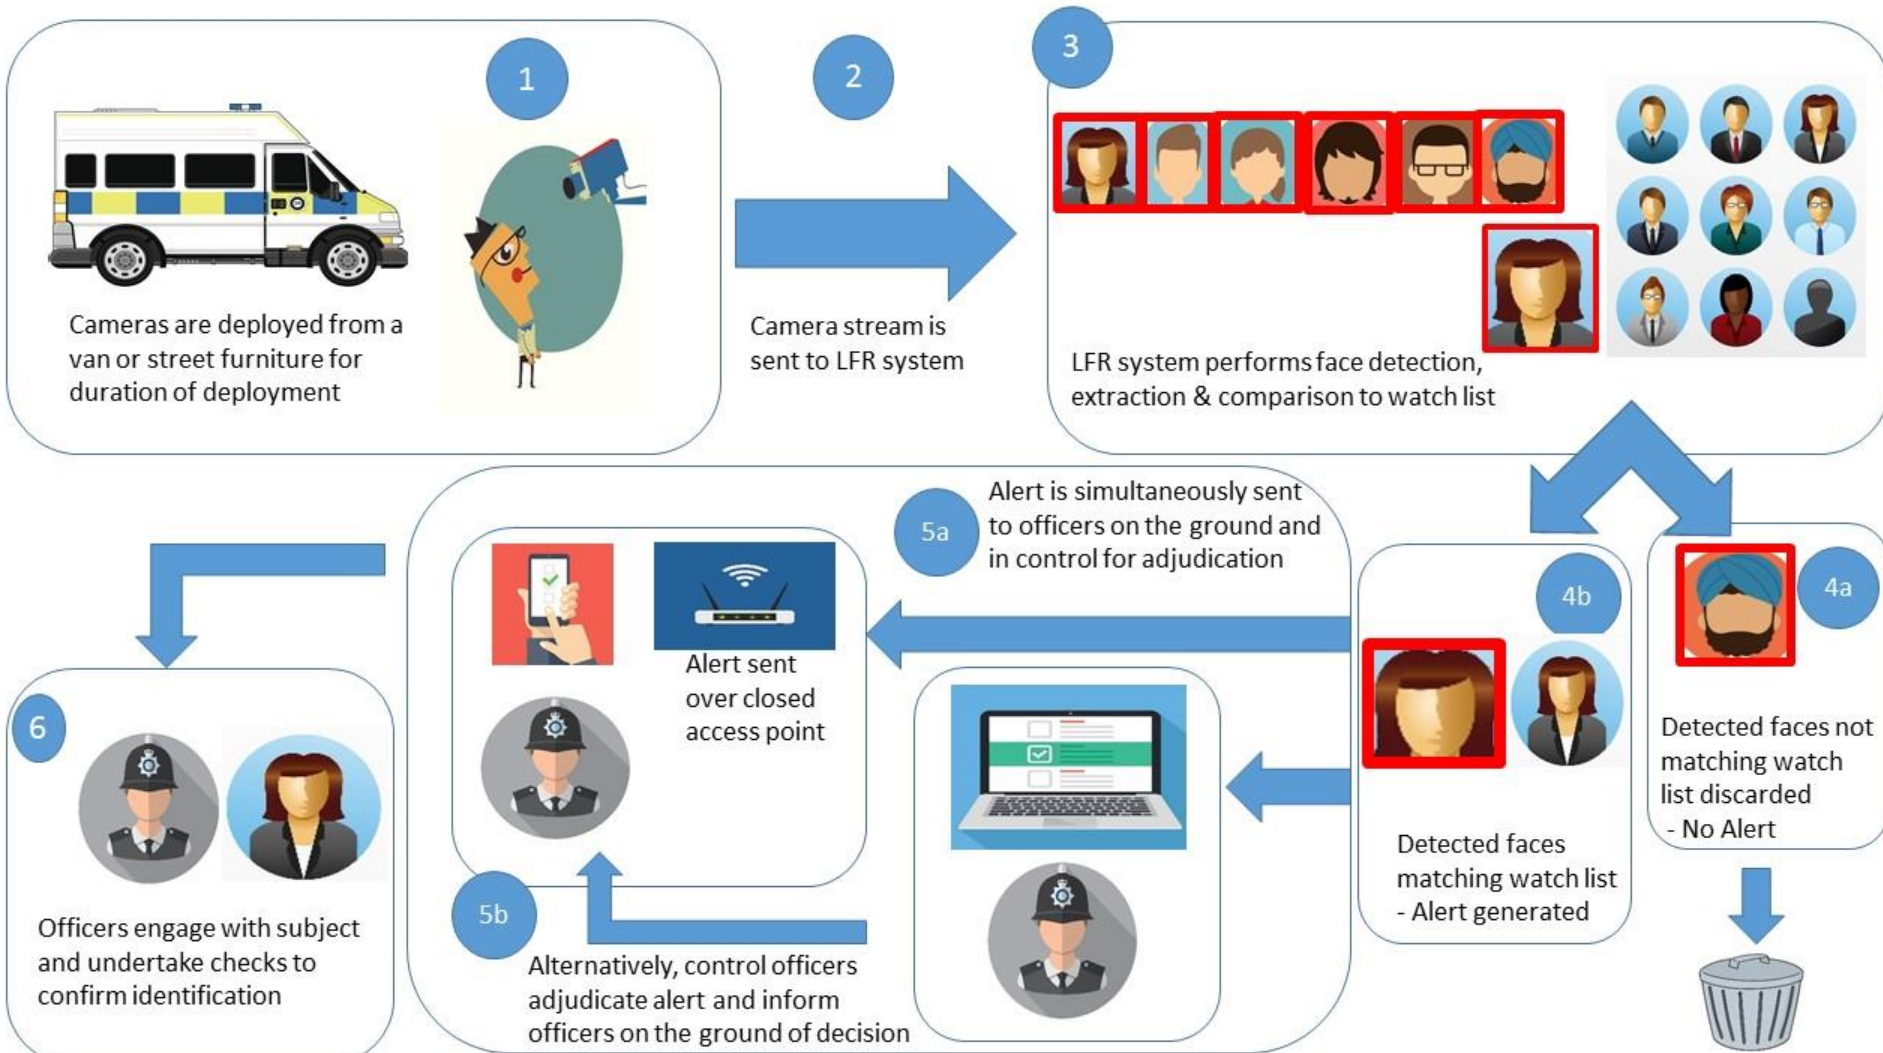 1
Cameras are deployed from a
van or street furniture for
duration of deployment
2
Camera stream is
sent to LFR system
3
LFR system performs face detection,
extraction & comparison to watch list
4a
Detected faces not
matching watch
list discarded
- No Alert
4b
Detected faces
matching watch list
- Alert generated
5a
Alert is simultaneously sent
to officers on the ground and
in control for adjudication
Alert sent
over closed
access point
5b
Alternatively, control officers
adjudicate alert and inform
officers on the ground of decision
6
Officers engage with subject
and undertake checks to
confirm identification